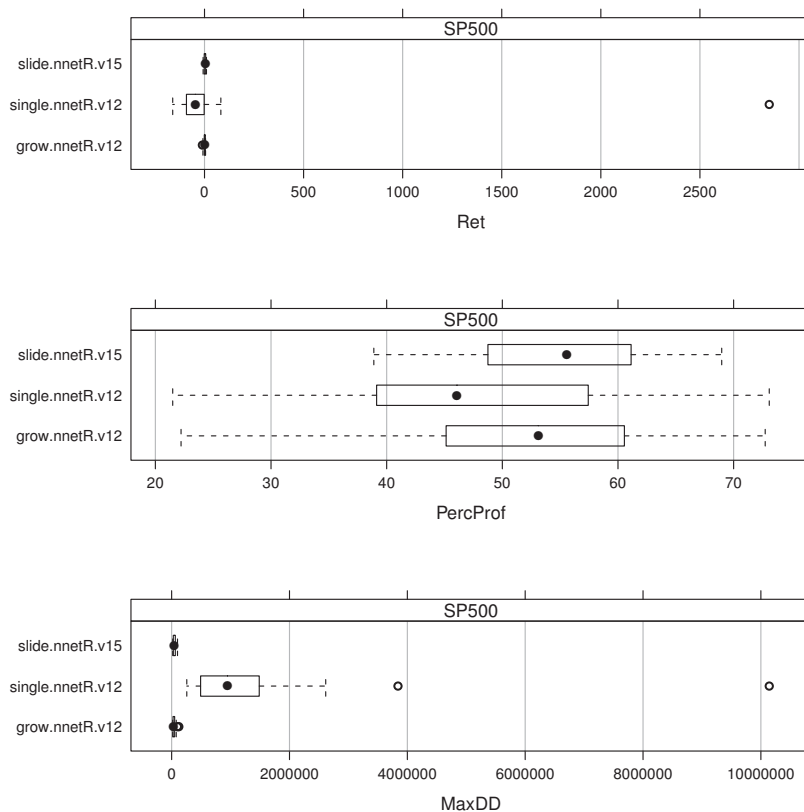 SP500
slide.nnetR.v15
single.nnetR.v12
grow.nnetR.v12
0 500 1000 1500 2000 2500
Ret
SP500
slide.nnetR.v15
single.nnetR.v12
grow.nnetR.v12
20 30 40 50 60 70
PercProf
SP500
slide.nnetR.v15
single.nnetR.v12
grow.nnetR.v12
0 2000000 4000000 6000000 8000000 10000000
MaxDD